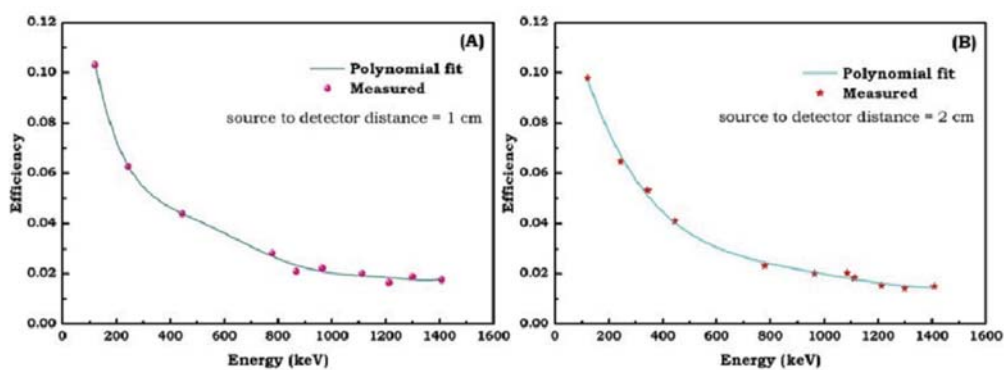 0.12
0.10
0.08
0.06
0.04
0.02
0.00
Efficiency
(A)
Polynomial fit
Measured
source to detector distance = 1 cm
0 200 400 600 800 1000 1200 1400 1600
Energy (keV)
0.12
0.10
0.08
0.06
0.04
0.02
0.00
Efficiency
(B)
Polynomial fit
Measured
source to detector distance = 2 cm
0 200 400 600 800 1000 1200 1400 1600
Energy (keV)